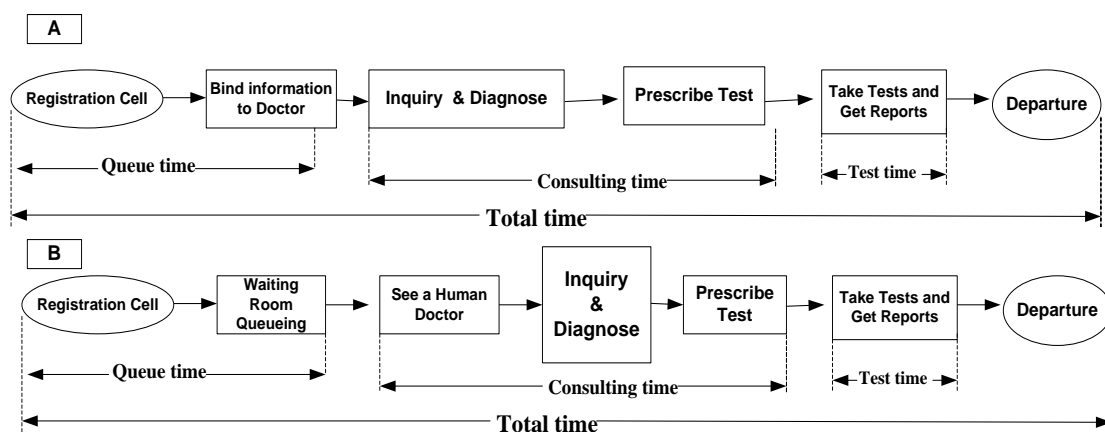 A
Registration Cell
Bind information
to Doctor
Inquiry & Diagnose
Prescribe Test
Take Tests and
Get Reports
Departure
Queue time
Consulting time
Test time
Total time
B
Registration Cell
Waiting
Room
Queueing
See a Human
Doctor
Inquiry
&
Diagnose
Prescribe
Test
Take Tests and
Get Reports
Departure
Queue time
Consulting time
Test time
Total time